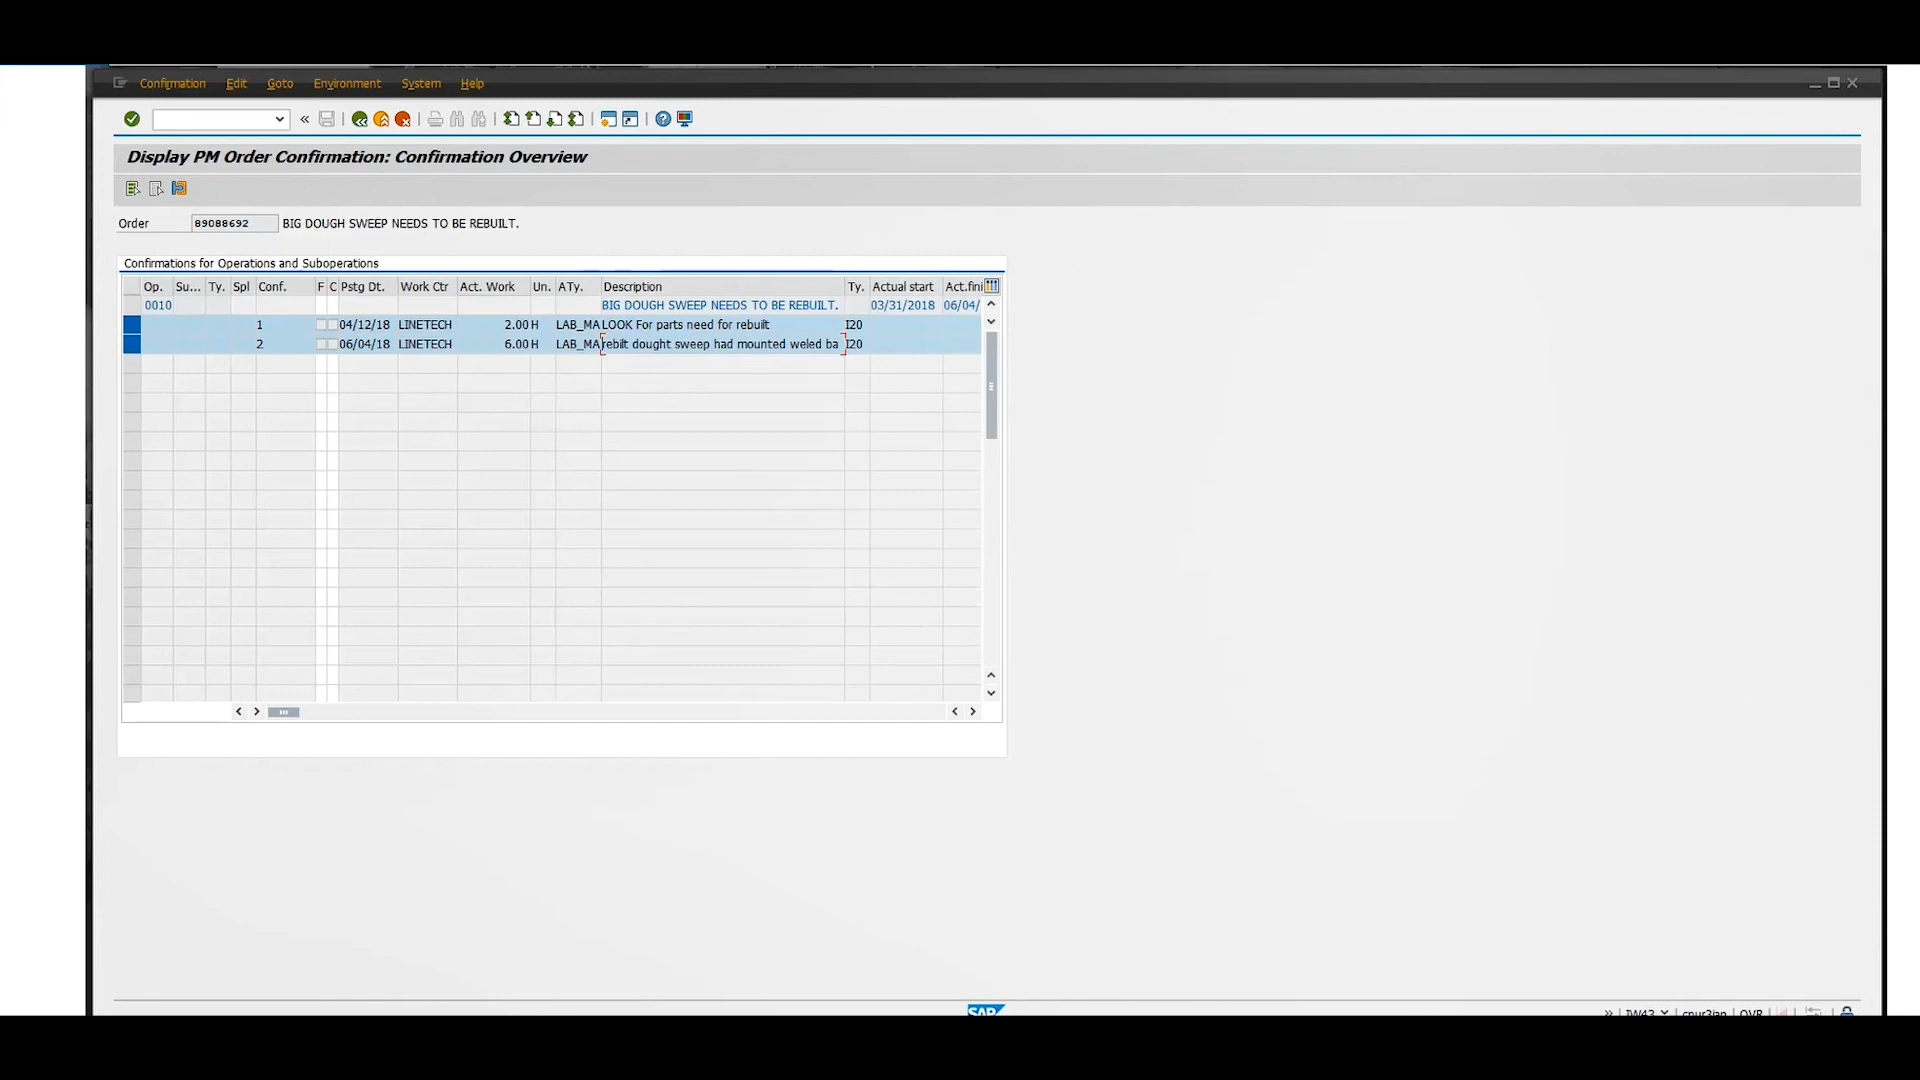 Confirmation Edit Goto Environment System Help
Display PM Order Confirmation: Confirmation Overview
Order 89088692 BIG DOUGH SWEEP NEEDS TO BE REBUILT.
Confirmations for Operations and Suboperations
Op. Su... Ty. Spl Conf. F C Pstg Dt. Work Ctr Act. Work Un. ATy. Description Ty. Actual start Act.fini
0010 BIG DOUGH SWEEP NEEDS TO BE REBUILT. 03/31/2018 06/04/
1 04/12/18 LINETECH 2.00 H LAB_MA LOOK For parts need for rebuilt I20
2 06/04/18 LINETECH 6.00 H LAB_MA rebilt dought sweep had mounted weled ba I20
SAP
IW43 OVR